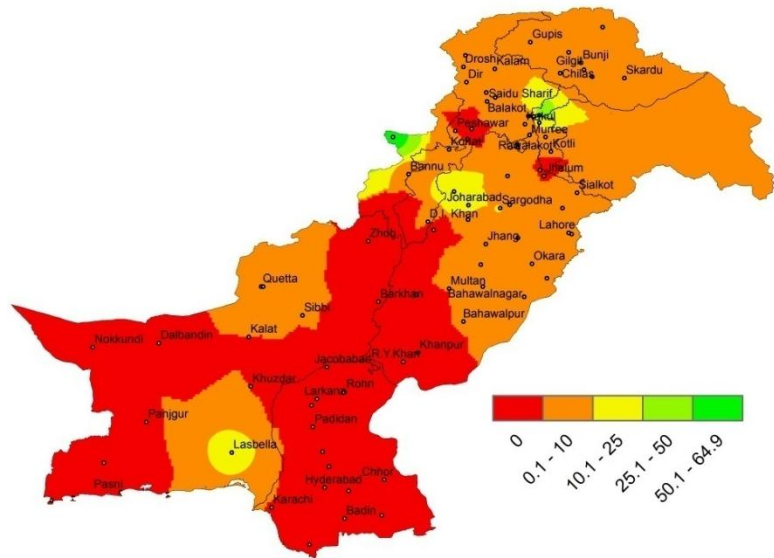 Gupis
Drosh
Kalam
Gilgit
Bunji
Chilas
Skardu
Dir
Saidu Sharif
Balakot
Kakul
Peshawar
Murree
Kotli
Rawalakot
Bannu
Jhelum
Sialkot
Joharabad
Sargodha
D.I. Khan
Zhob
Jhang
Lahore
Okara
Quetta
Multan
Barkhan
Bahawalnagar
Sibbi
Bahawalpur
Nokkundi
Dalbandin
Kalat
Khanpur
R.Y.Khan
Jacobabad
Khuzdar
Larkana
Rohri
Panjgur
Padidan
Lasbella
Pasni
Hyderabad
Chhor
Karachi
Badin
0
0.1 - 10
10.1 - 25
25.1 - 50
50.1 - 64.9